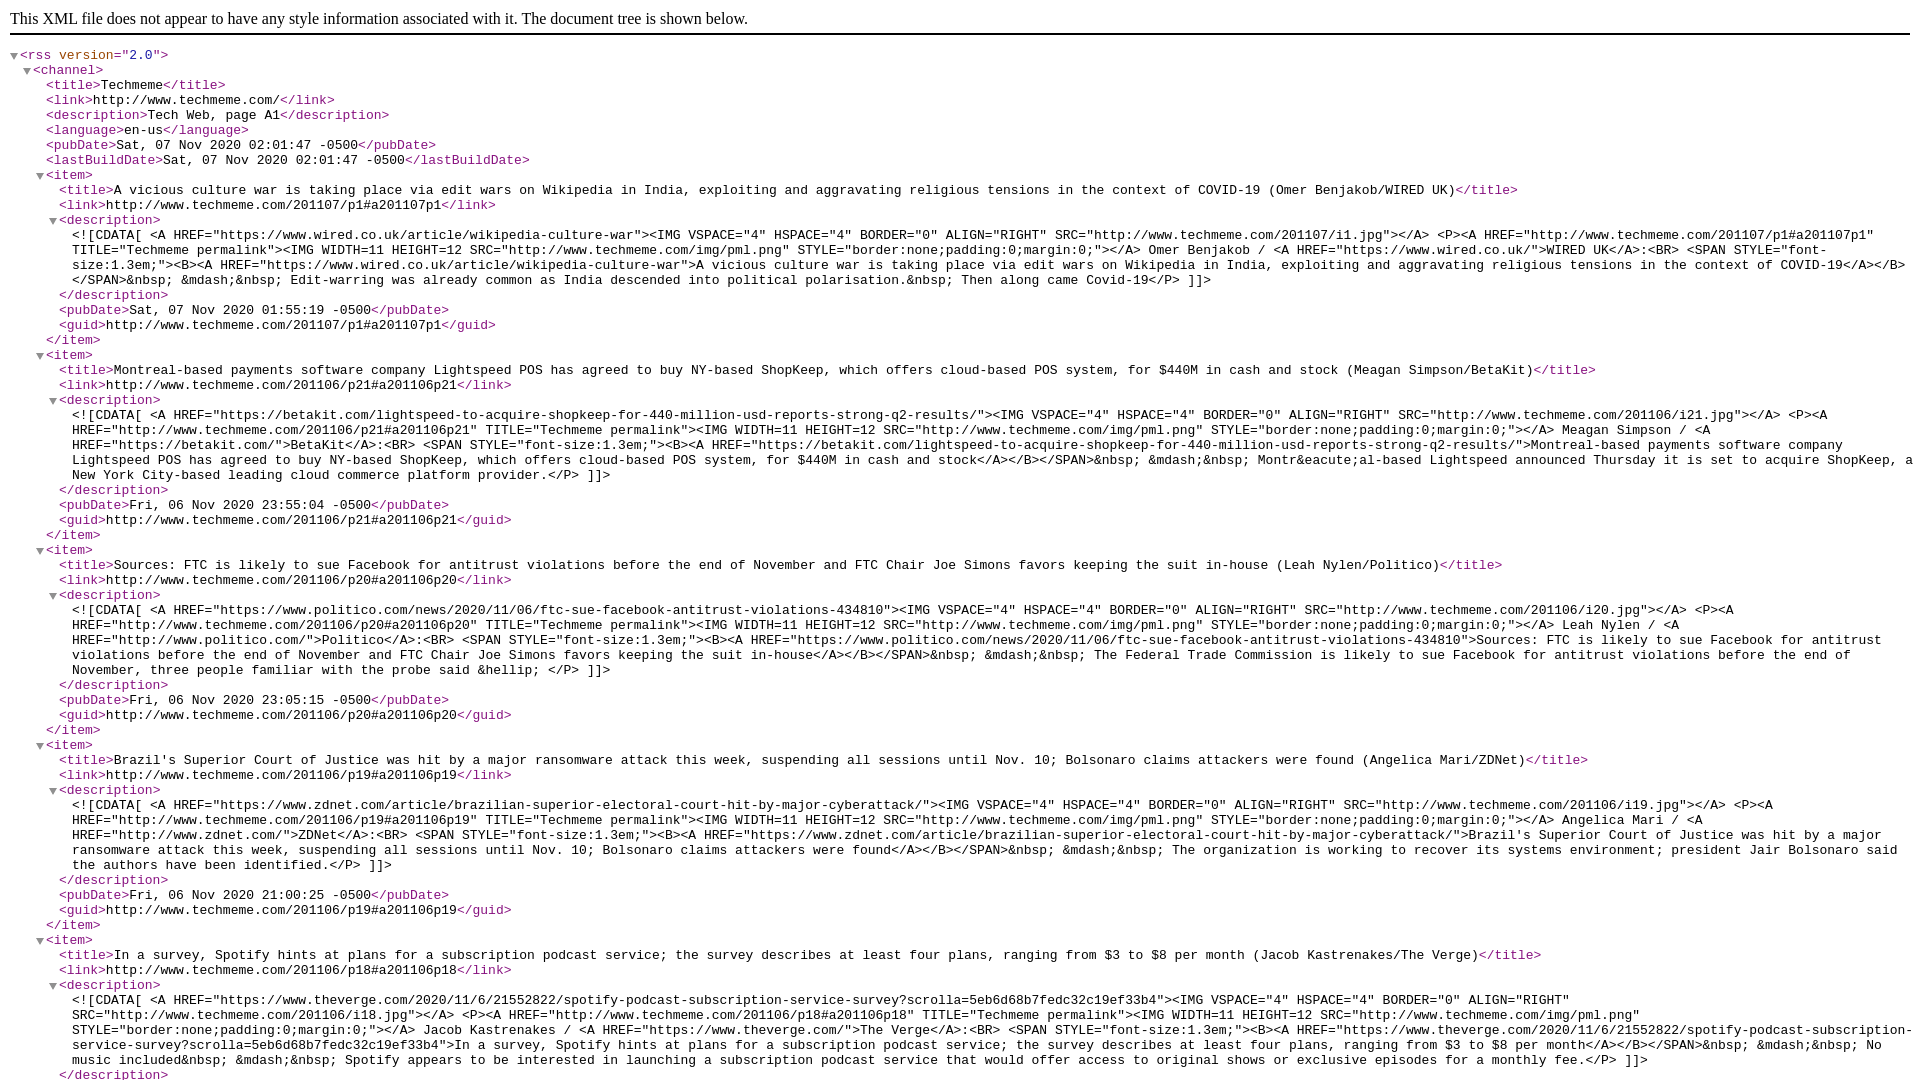 This XML file does not appear to have any style information associated with it. The document tree is shown below.
<rss version="2.0">
<channel>
<title>Techmeme</title>
<link>http://www.techmeme.com/</link>
<description>Tech Web, page A1</description>
<language>en-us</language>
<pubDate>Sat, 07 Nov 2020 02:01:47 -0500</pubDate>
<lastBuildDate>Sat, 07 Nov 2020 02:01:47 -0500</lastBuildDate>
<item>
<title>A vicious culture war is taking place via edit wars on Wikipedia in India, exploiting and aggravating religious tensions in the context of COVID-19 (Omer Benjakob/WIRED UK)</title>
<link>http://www.techmeme.com/201107/p1#a201107p1</link>
<description>
<![CDATA[ <A HREF="https://www.wired.co.uk/article/wikipedia-culture-war"><IMG VSPACE="4" HSPACE="4" BORDER="0" ALIGN="RIGHT" SRC="http://www.techmeme.com/201107/i1.jpg"></A> <P><A HREF="http://www.techmeme.com/201107/p1#a201107p1"
TITLE="Techmeme permalink"><IMG WIDTH=11 HEIGHT=12 SRC="http://www.techmeme.com/img/pml.png" STYLE="border:none;padding:0;margin:0;"></A> Omer Benjakob / <A HREF="https://www.wired.co.uk/">WIRED UK</A>:<BR> <SPAN STYLE="font-
size:1.3em;"><B><A HREF="https://www.wired.co.uk/article/wikipedia-culture-war">A vicious culture war is taking place via edit wars on Wikipedia in India, exploiting and aggravating religious tensions in the context of COVID-19</A></B>
</SPAN>&nbsp; &mdash;&nbsp; Edit-warring was already common as India descended into political polarisation.&nbsp; Then along came Covid-19</P> ]]>
</description>
<pubDate>Sat, 07 Nov 2020 01:55:19 -0500</pubDate>
<guid>http://www.techmeme.com/201107/p1#a201107p1</guid>
</item>
<item>
<title>Montreal-based payments software company Lightspeed POS has agreed to buy NY-based ShopKeep, which offers cloud-based POS system, for $440M in cash and stock (Meagan Simpson/BetaKit)</title>
<link>http://www.techmeme.com/201106/p21#a201106p21</link>
<description>
<![CDATA[ <A HREF="https://betakit.com/lightspeed-to-acquire-shopkeep-for-440-million-usd-reports-strong-q2-results/"><IMG VSPACE="4" HSPACE="4" BORDER="0" ALIGN="RIGHT" SRC="http://www.techmeme.com/201106/i21.jpg"></A> <P><A
HREF="http://www.techmeme.com/201106/p21#a201106p21" TITLE="Techmeme permalink"><IMG WIDTH=11 HEIGHT=12 SRC="http://www.techmeme.com/img/pml.png" STYLE="border:none;padding:0;margin:0;"></A> Meagan Simpson / <A
HREF="https://betakit.com/">BetaKit</A>:<BR> <SPAN STYLE="font-size:1.3em;"><B><A HREF="https://betakit.com/lightspeed-to-acquire-shopkeep-for-440-million-usd-reports-strong-q2-results/">Montreal-based payments software company
Lightspeed POS has agreed to buy NY-based ShopKeep, which offers cloud-based POS system, for $440M in cash and stock</A></B></SPAN>&nbsp; &mdash;&nbsp; Montr&eacute;al-based Lightspeed announced Thursday it is set to acquire ShopKeep, a
New York City-based leading cloud commerce platform provider.</P> ]]>
</description>
<pubDate>Fri, 06 Nov 2020 23:55:04 -0500</pubDate>
<guid>http://www.techmeme.com/201106/p21#a201106p21</guid>
</item>
<item>
<title>Sources: FTC is likely to sue Facebook for antitrust violations before the end of November and FTC Chair Joe Simons favors keeping the suit in-house (Leah Nylen/Politico)</title>
<link>http://www.techmeme.com/201106/p20#a201106p20</link>
<description>
<![CDATA[ <A HREF="https://www.politico.com/news/2020/11/06/ftc-sue-facebook-antitrust-violations-434810"><IMG VSPACE="4" HSPACE="4" BORDER="0" ALIGN="RIGHT" SRC="http://www.techmeme.com/201106/i20.jpg"></A> <P><A
HREF="http://www.techmeme.com/201106/p20#a201106p20" TITLE="Techmeme permalink"><IMG WIDTH=11 HEIGHT=12 SRC="http://www.techmeme.com/img/pml.png" STYLE="border:none;padding:0;margin:0;"></A> Leah Nylen / <A
HREF="http://www.politico.com/">Politico</A>:<BR> <SPAN STYLE="font-size:1.3em;"><B><A HREF="https://www.politico.com/news/2020/11/06/ftc-sue-facebook-antitrust-violations-434810">Sources: FTC is likely to sue Facebook for antitrust
violations before the end of November and FTC Chair Joe Simons favors keeping the suit in-house</A></B></SPAN>&nbsp; &mdash;&nbsp; The Federal Trade Commission is likely to sue Facebook for antitrust violations before the end of
November, three people familiar with the probe said &hellip; </P> ]]>
</description>
<pubDate>Fri, 06 Nov 2020 23:05:15 -0500</pubDate>
<guid>http://www.techmeme.com/201106/p20#a201106p20</guid>
</item>
<item>
<title>Brazil's Superior Court of Justice was hit by a major ransomware attack this week, suspending all sessions until Nov. 10; Bolsonaro claims attackers were found (Angelica Mari/ZDNet)</title>
<link>http://www.techmeme.com/201106/p19#a201106p19</link>
<description>
<![CDATA[ <A HREF="https://www.zdnet.com/article/brazilian-superior-electoral-court-hit-by-major-cyberattack/"><IMG VSPACE="4" HSPACE="4" BORDER="0" ALIGN="RIGHT" SRC="http://www.techmeme.com/201106/i19.jpg"></A> <P><A
HREF="http://www.techmeme.com/201106/p19#a201106p19" TITLE="Techmeme permalink"><IMG WIDTH=11 HEIGHT=12 SRC="http://www.techmeme.com/img/pml.png" STYLE="border:none;padding:0;margin:0;"></A> Angelica Mari / <A
HREF="http://www.zdnet.com/">ZDNet</A>:<BR> <SPAN STYLE="font-size:1.3em;"><B><A HREF="https://www.zdnet.com/article/brazilian-superior-electoral-court-hit-by-major-cyberattack/">Brazil's Superior Court of Justice was hit by a major
ransomware attack this week, suspending all sessions until Nov. 10; Bolsonaro claims attackers were found</A></B></SPAN>&nbsp; &mdash;&nbsp; The organization is working to recover its systems environment; president Jair Bolsonaro said
the authors have been identified.</P> ]]>
</description>
<pubDate>Fri, 06 Nov 2020 21:00:25 -0500</pubDate>
<guid>http://www.techmeme.com/201106/p19#a201106p19</guid>
</item>
<item>
<title>In a survey, Spotify hints at plans for a subscription podcast service; the survey describes at least four plans, ranging from $3 to $8 per month (Jacob Kastrenakes/The Verge)</title>
<link>http://www.techmeme.com/201106/p18#a201106p18</link>
<description>
<![CDATA[ <A HREF="https://www.theverge.com/2020/11/6/21552822/spotify-podcast-subscription-service-survey?scrolla=5eb6d68b7fedc32c19ef33b4"><IMG VSPACE="4" HSPACE="4" BORDER="0" ALIGN="RIGHT"
SRC="http://www.techmeme.com/201106/i18.jpg"></A> <P><A HREF="http://www.techmeme.com/201106/p18#a201106p18" TITLE="Techmeme permalink"><IMG WIDTH=11 HEIGHT=12 SRC="http://www.techmeme.com/img/pml.png"
STYLE="border:none;padding:0;margin:0;"></A> Jacob Kastrenakes / <A HREF="https://www.theverge.com/">The Verge</A>:<BR> <SPAN STYLE="font-size:1.3em;"><B><A HREF="https://www.theverge.com/2020/11/6/21552822/spotify-podcast-subscription-
service-survey?scrolla=5eb6d68b7fedc32c19ef33b4">In a survey, Spotify hints at plans for a subscription podcast service; the survey describes at least four plans, ranging from $3 to $8 per month</A></B></SPAN>&nbsp; &mdash;&nbsp; No
music included&nbsp; &mdash;&nbsp; Spotify appears to be interested in launching a subscription podcast service that would offer access to original shows or exclusive episodes for a monthly fee.</P> ]]>
</description>